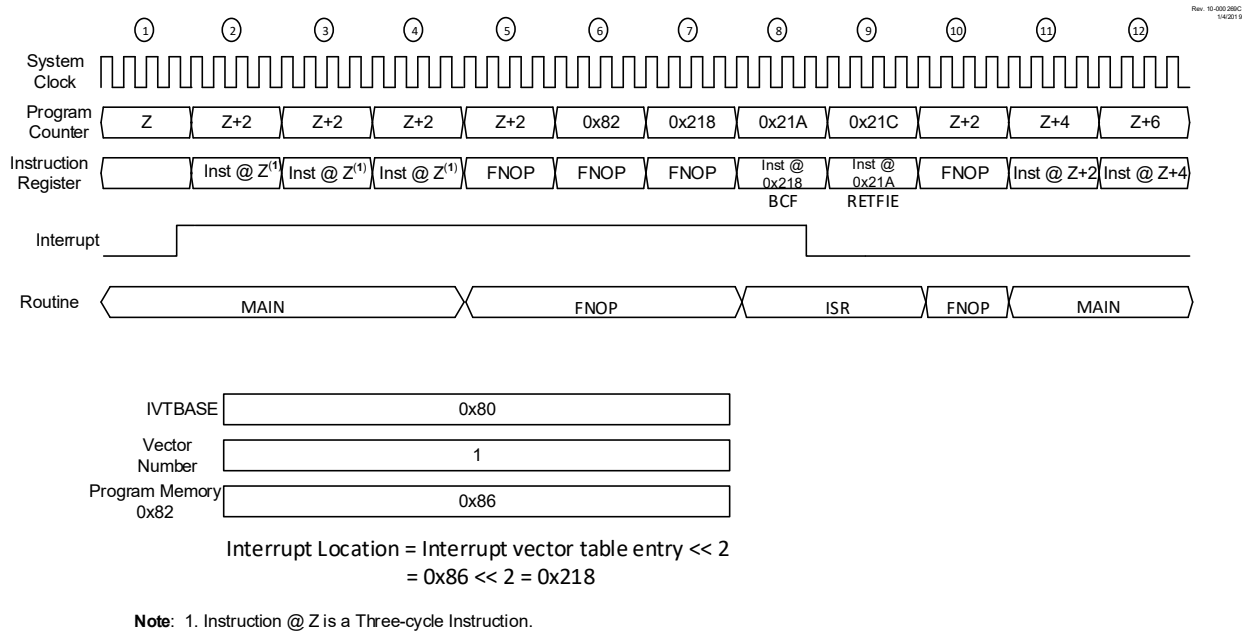 Rev. 10-000 269C
1/4/201 9
1 2 3 4 5 6 7 8 9 10 11 12
System
Clock
Program
Counter
Z Z+2 Z+2 Z+2 Z+2 0x82 0x218 0x21A 0x21C Z+2 Z+4 Z+6
Instruction
Register
Inst @ Z(1) Inst @ Z(1) Inst @ Z(1) FNOP FNOP FNOP Inst @ 0x218 Inst @ 0x21A FNOP Inst @ Z+2 Inst @ Z+4
BCF RETFIE
Interrupt
Routine MAIN FNOP ISR FNOP MAIN
IVTBASE 0x80
Vector
Number
1
Program Memory
0x82
0x86
Interrupt Location = Interrupt vector table entry << 2
= 0x86 << 2 = 0x218
Note: 1. Instruction @ Z is a Three-cycle Instruction.